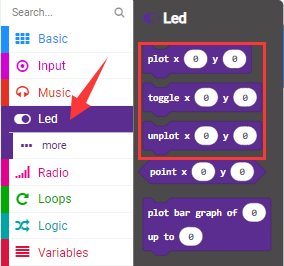 Search...
Basic
Input
Music
Led
more
Radio
Loops
Logic
Variables
Led
plot x 0 y 0
toggle x 0 y 0
unplot x 0 y 0
point x 0 y 0
plot bar graph of 0
up to 0